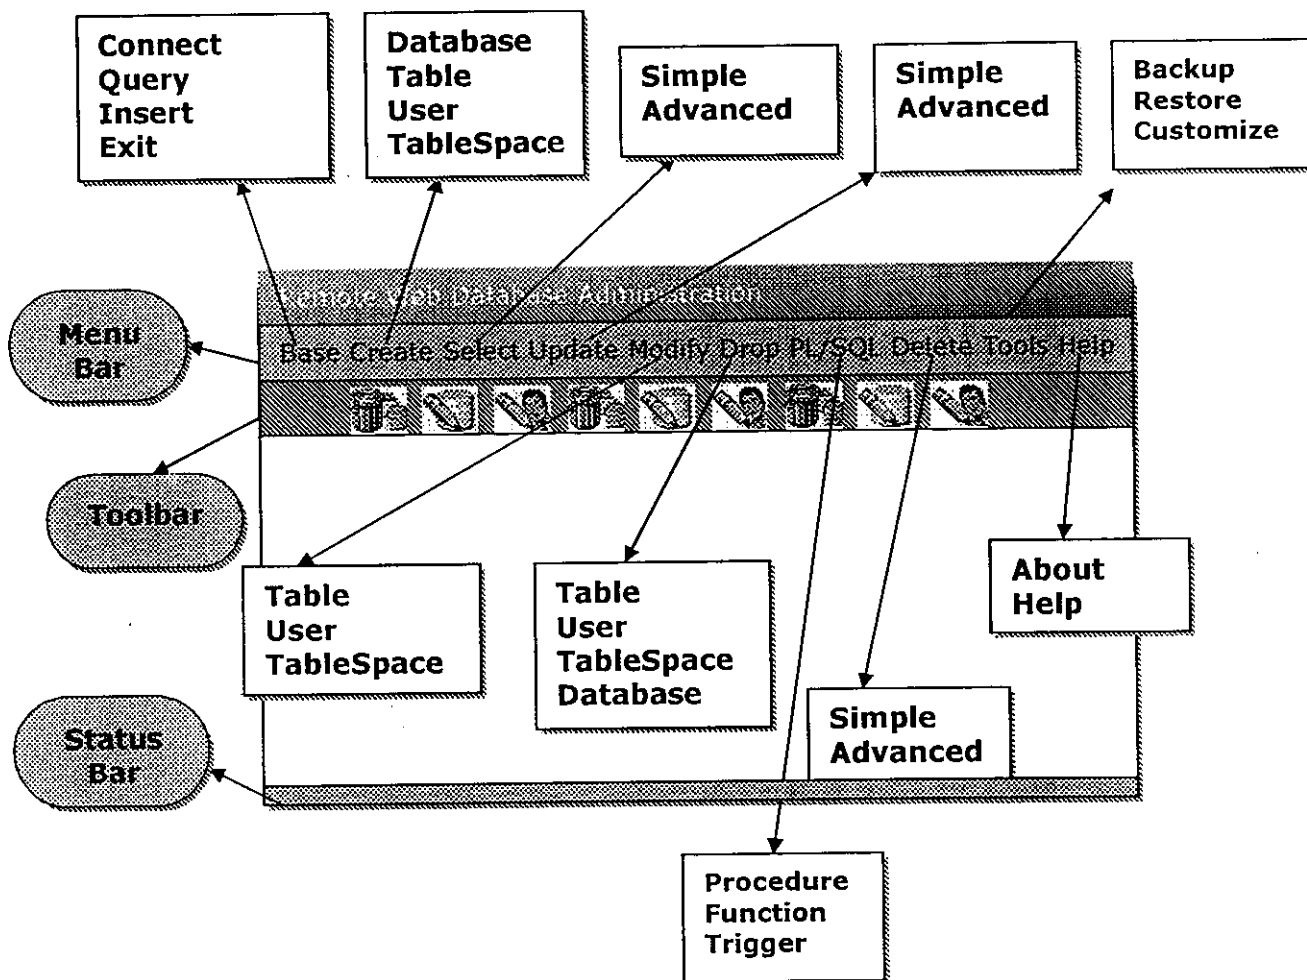 Connect
Query
Insert
Exit
Database
Table
User
TableSpace
Simple
Advanced
Simple
Advanced
Backup
Restore
Customize
Remote Web Database Administration
Menu
Bar
Base Create Select Update Modify Drop PL/SQL Delete Tools Help
Toolbar
Table
User
TableSpace
Table
User
TableSpace
Database
About
Help
Simple
Advanced
Status
Bar
Procedure
Function
Trigger